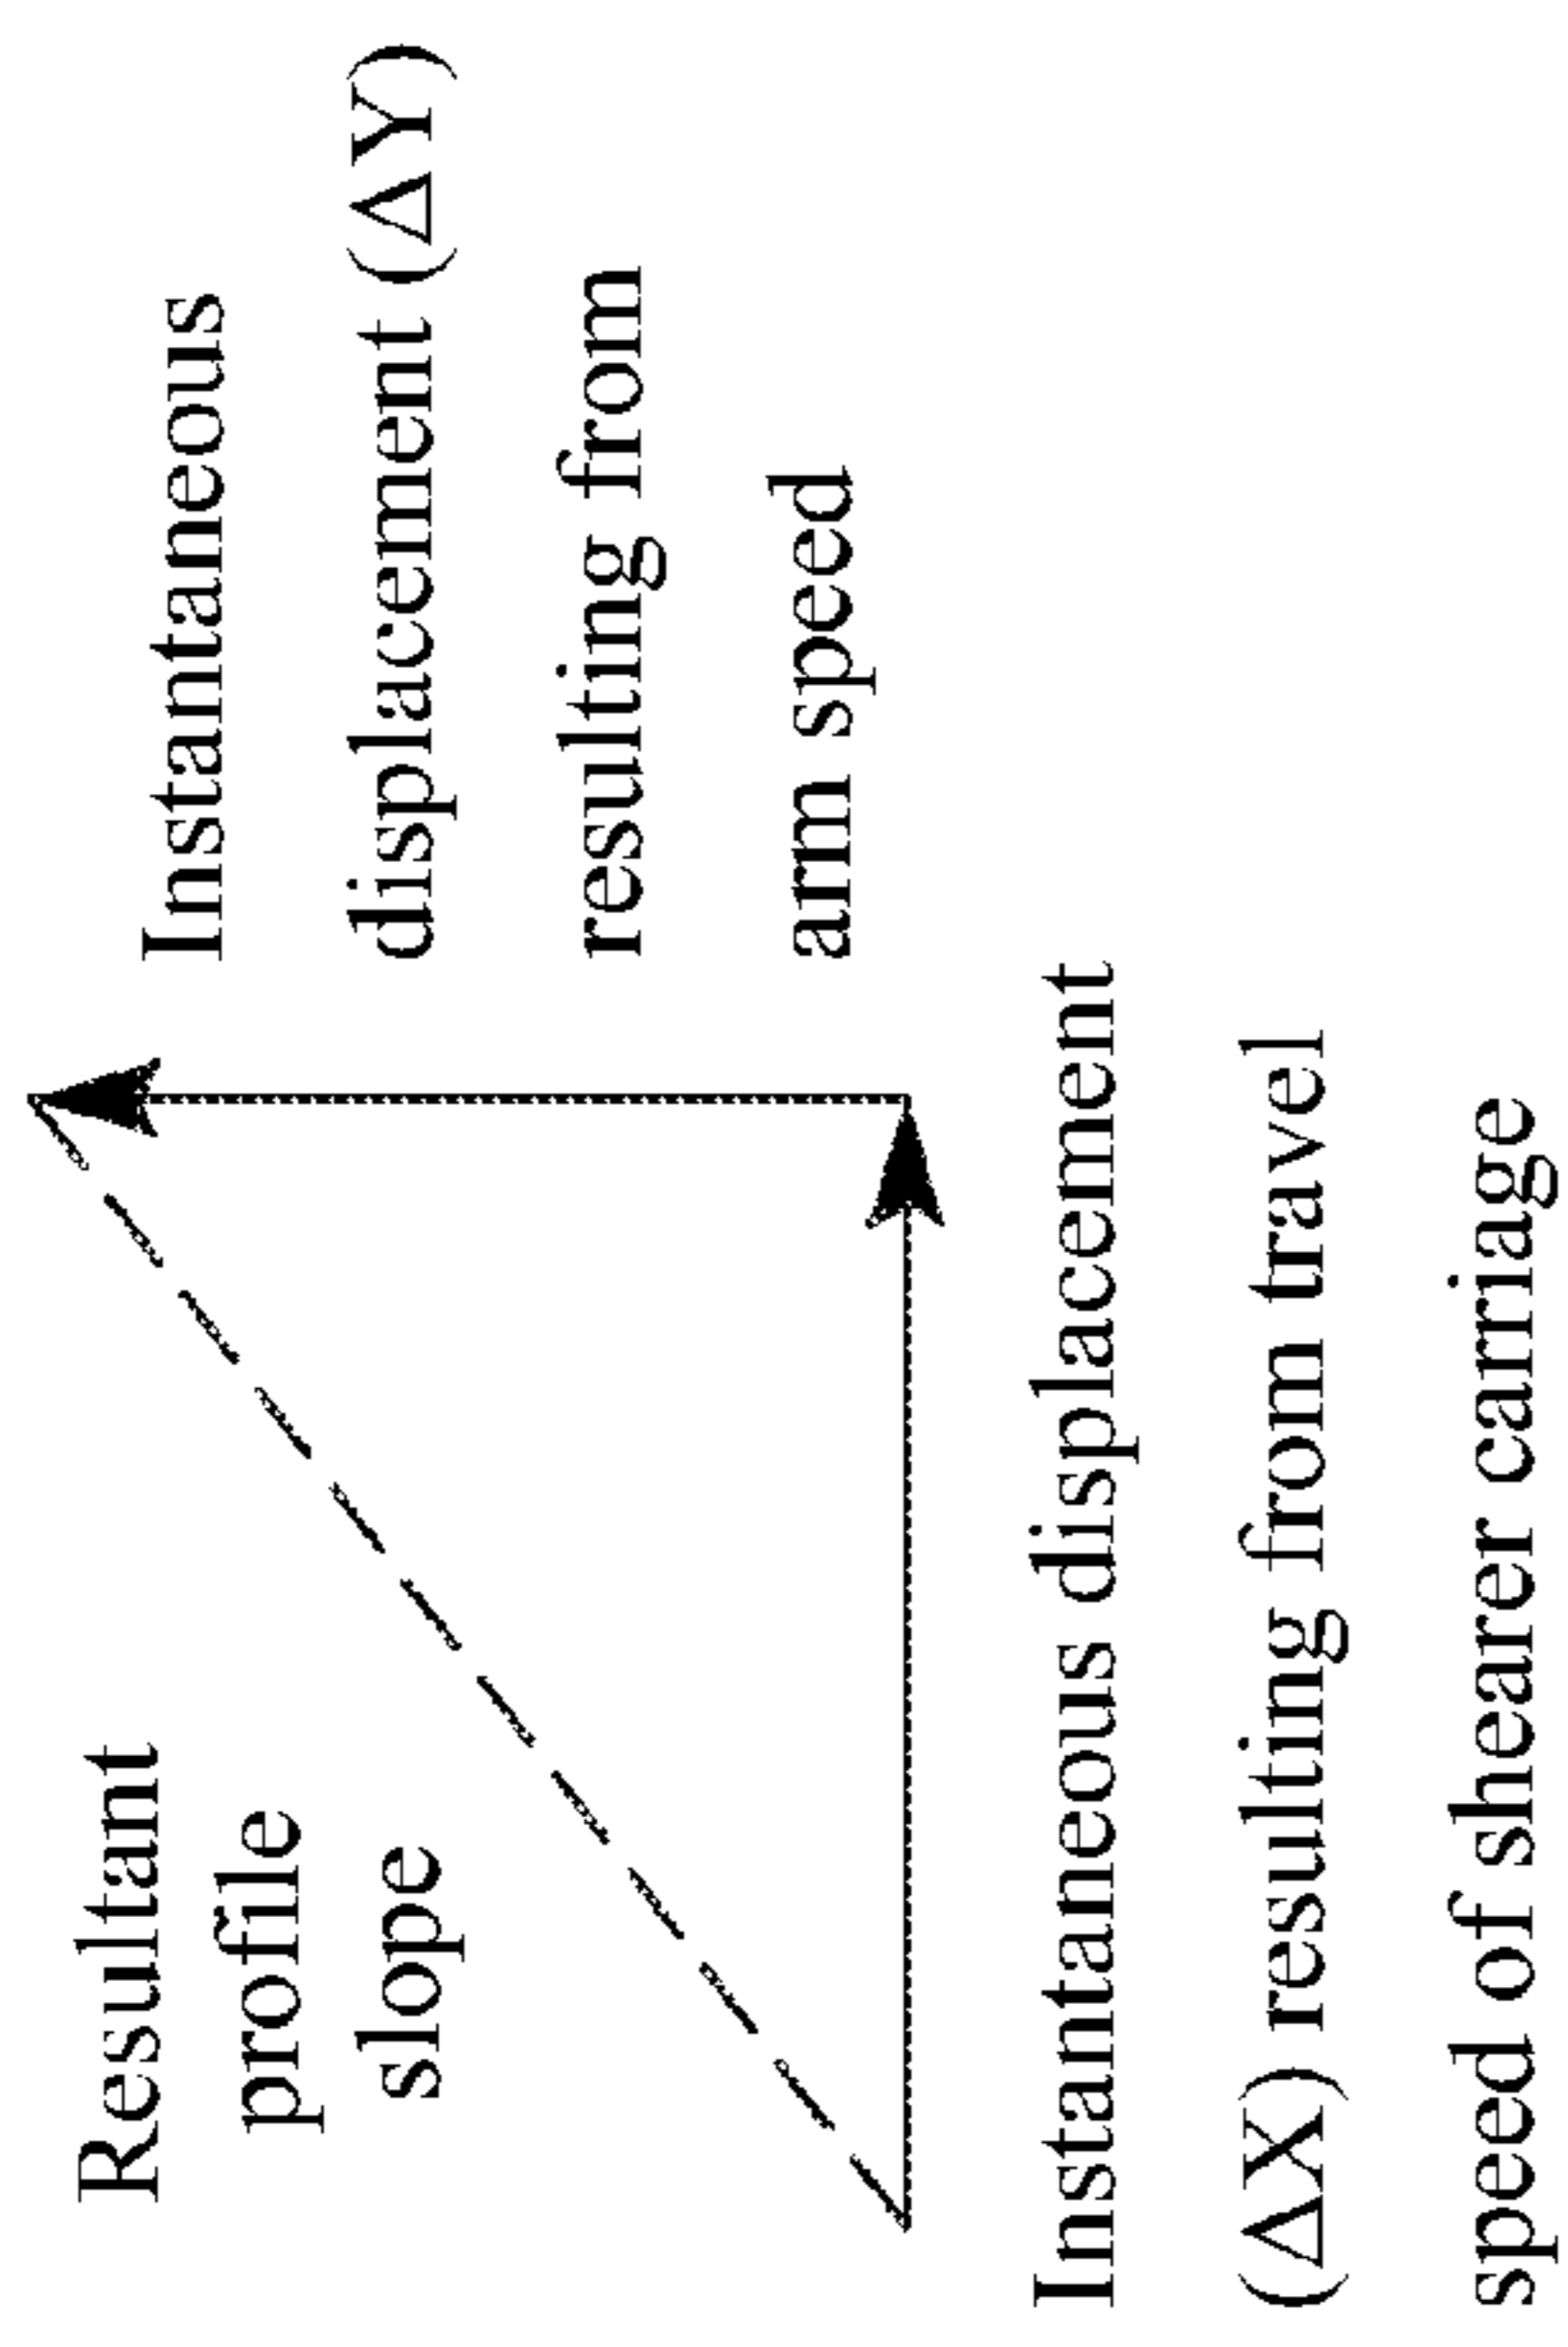 Resultant
profile
slope
Instantaneous
displacement (ΔY)
resulting from
arm speed
Instantaneous displacement
(ΔX) resulting from travel
speed of shearer carriage